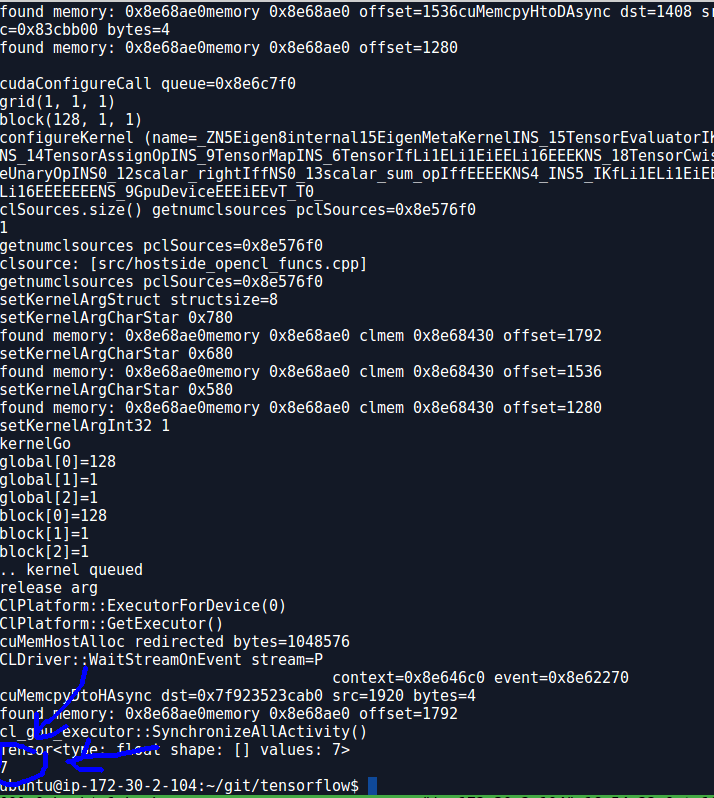 found memory: 0x8e68ae0memory 0x8e68ae0 offset=1536cuMemcpyHtoDAsync dst=1408 sr
c=0x83cbb00 bytes=4
found memory: 0x8e68ae0memory 0x8e68ae0 offset=1280
cudaConfigureCall queue=0x8e6c7f0
grid(1, 1, 1)
block(128, 1, 1)
configureKernel (name=_ZN5Eigen8internal15EigenMetaKernelINS_15TensorEvaluatorIK
NS_14TensorAssignOpINS_9TensorMapINS_6TensorIfLi1ELi1EiEELi16EEEKNS_18TensorCwis
eUnaryOpINS0_12scalar_rightIffNS0_13scalar_sum_opIffEEEEKNS4_INS5_IKfLi1ELi1EiEE
Li16EEEEEEENS_9GpuDeviceEEEiEEvT_T0_
clSources.size() getnumclsources pclSources=0x8e576f0
1
getnumclsources pclSources=0x8e576f0
clsource: [src/hostside_opencl_funcs.cpp]
getnumclsources pclSources=0x8e576f0
setKernelArgStruct structsize=8
setKernelArgCharStar 0x780
found memory: 0x8e68ae0memory 0x8e68ae0 clmem 0x8e68430 offset=1792
setKernelArgCharStar 0x680
found memory: 0x8e68ae0memory 0x8e68ae0 clmem 0x8e68430 offset=1536
setKernelArgCharStar 0x580
found memory: 0x8e68ae0memory 0x8e68ae0 clmem 0x8e68430 offset=1280
setKernelArgInt32 1
kernelGo
global[0]=128
global[1]=1
global[2]=1
block[0]=128
block[1]=1
block[2]=1
.. kernel queued
release arg
ClPlatform::ExecutorForDevice(0)
ClPlatform::GetExecutor()
cuMemHostAlloc redirected bytes=1048576
CLDriver::WaitStreamOnEvent stream=P
context=0x8e646c0 event=0x8e62270
cuMemcpyDtoHAsync dst=0x7f923523cab0 src=1920 bytes=4
found memory: 0x8e68ae0memory 0x8e68ae0 offset=1792
cl_gpu_executor::SynchronizeAllActivity()
Tensor<type: float shape: [] values: 7>
7
ubuntu@ip-172-30-2-104:~/git/tensorflow$